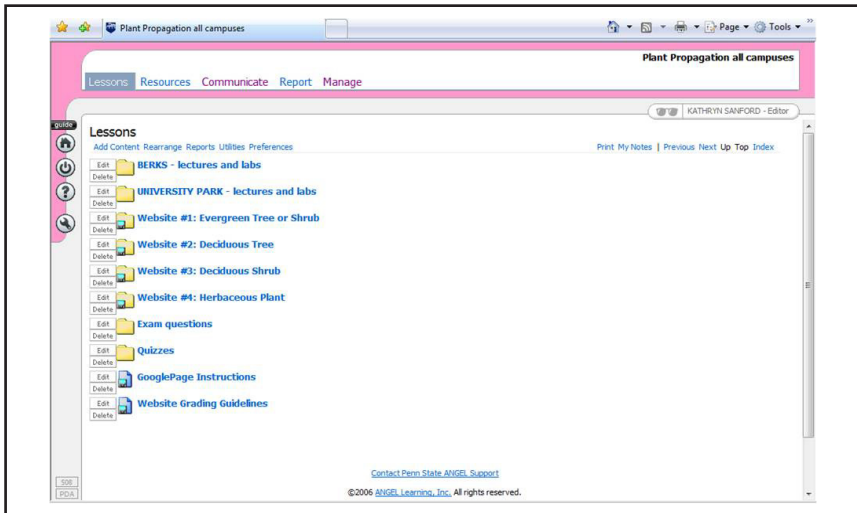 Plant Propagation all campuses
Page Tools »
Plant Propagation all campuses
Lessons Resources Communicate Report Manage
KATHRYN SANFORD - Editor
guide
Lessons
Add Content Rearrange Reports Utilities Preferences
Print My Notes | Previous Next Up Top Index
Edit BERKS - lectures and labs
Delete
Edit UNIVERSITY PARK - lectures and labs
Delete
Edit Website #1: Evergreen Tree or Shrub
Delete
Edit Website #2: Deciduous Tree
Delete
Edit Website #3: Deciduous Shrub
Delete
Edit Website #4: Herbaceous Plant
Delete
Edit Exam questions
Delete
Edit Quizzes
Delete
Edit GooglePage Instructions
Delete
Edit Website Grading Guidelines
Delete
Contact Penn State ANGEL Support
508
PDA
©2006 ANGEL Learning, Inc. All rights reserved.